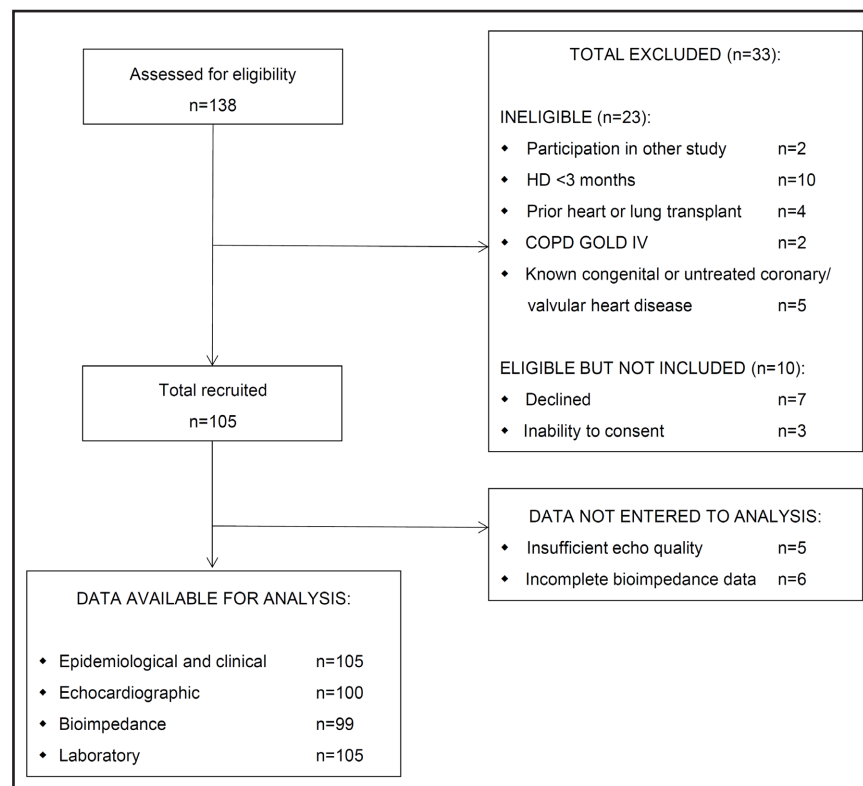 Assessed for eligibility
n=138
TOTAL EXCLUDED (n=33):
INELIGIBLE (n=23):
◆ Participation in other study n=2
◆ HD <3 months n=10
◆ Prior heart or lung transplant n=4
◆ COPD GOLD IV n=2
◆ Known congenital or untreated coronary/
valvular heart disease n=5
ELIGIBLE BUT NOT INCLUDED (n=10):
◆ Declined n=7
◆ Inability to consent n=3
Total recruited
n=105
DATA NOT ENTERED TO ANALYSIS:
◆ Insufficient echo quality n=5
◆ Incomplete bioimpedance data n=6
DATA AVAILABLE FOR ANALYSIS:
◆ Epidemiological and clinical n=105
◆ Echocardiographic n=100
◆ Bioimpedance n=99
◆ Laboratory n=105